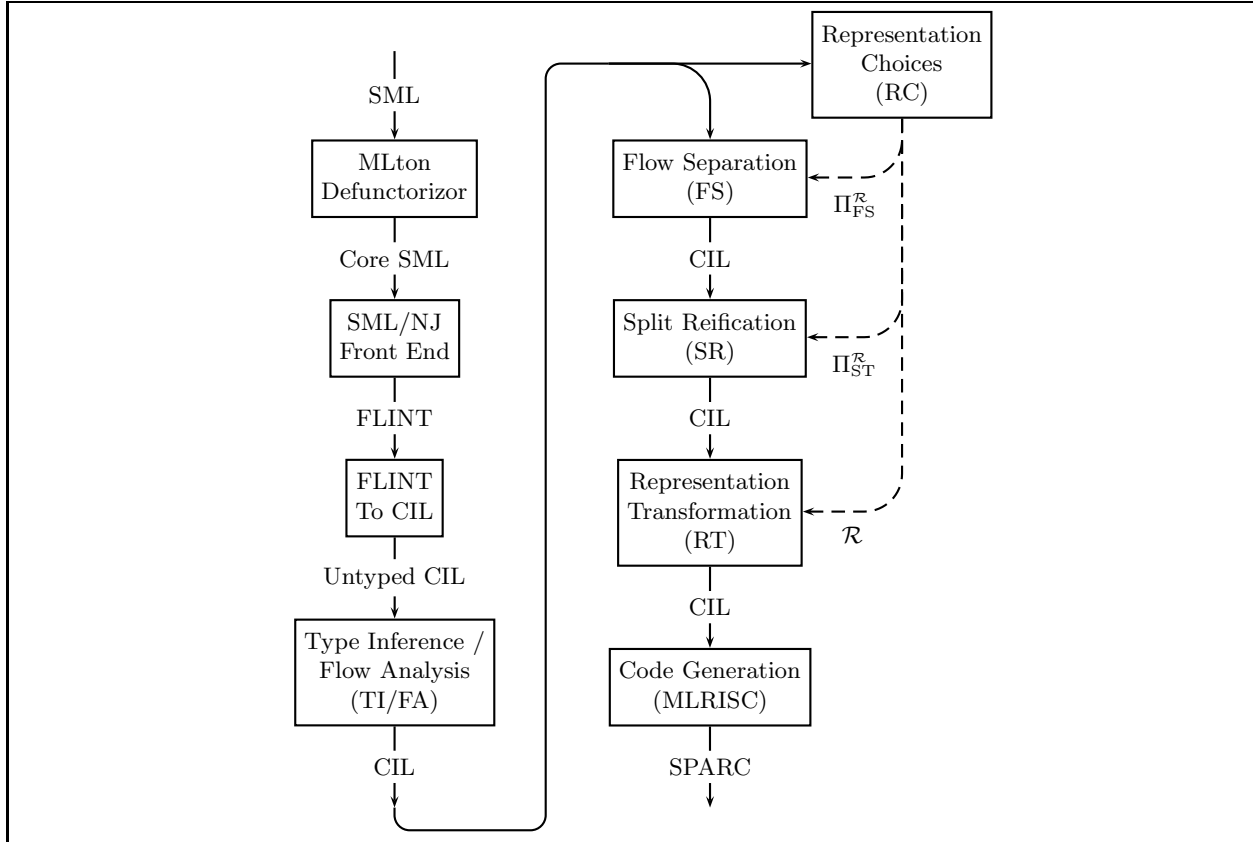 SML
MLton
Defunctorizor
Core SML
SML/NJ
Front End
FLINT
FLINT
To CIL
Untyped CIL
Type Inference /
Flow Analysis
(TI/FA)
CIL
Representation
Choices
(RC)
Flow Separation
(FS)
Π^ℛ_FS
CIL
Split Reification
(SR)
Π^ℛ_ST
CIL
Representation
Transformation
(RT)
ℛ
CIL
Code Generation
(MLRISC)
SPARC